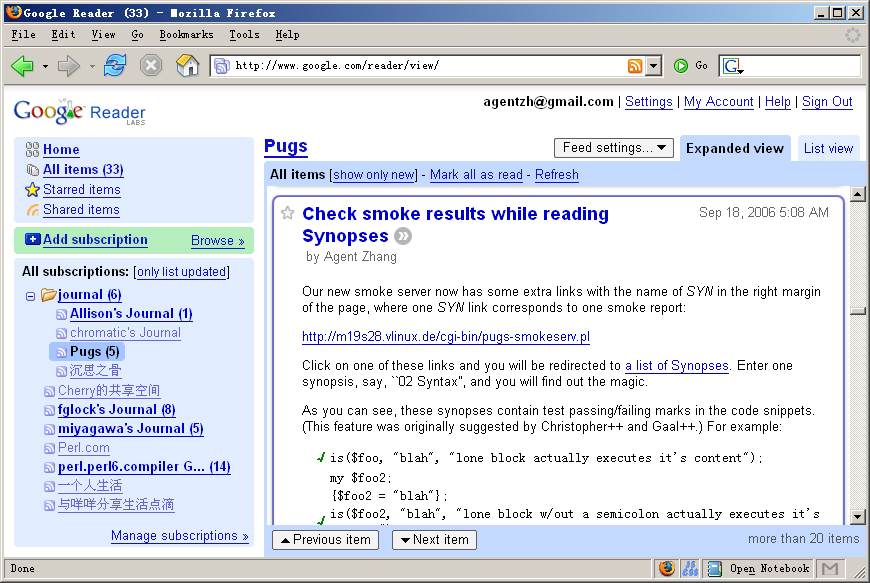 Google Reader (33) - Mozilla Firefox
File Edit View Go Bookmarks Tools Help
http://www.google.com/reader/view/ Go G
agentzh@gmail.com | Settings | My Account | Help | Sign Out
Google Reader
LABS
Home
All items (33)
Starred items
Shared items
Add subscription Browse »
All subscriptions: [only list updated]
journal (6)
Allison's Journal (1)
chromatic's Journal
Pugs (5)
沉思之骨
Cherry的共享空间
fglock's Journal (8)
miyagawa's Journal (5)
Perl.com
perl.perl6.compiler G... (14)
一个人生活
与咩咩分享生活点滴
Manage subscriptions »
Pugs
Feed settings... Expanded view List view
All items [show only new] - Mark all as read - Refresh
Check smoke results while reading
Synopses »
Sep 18, 2006 5:08 AM
by Agent Zhang
Our new smoke server now has some extra links with the name of SYN in the right margin
of the page, where one SYN link corresponds to one smoke report:
http://m19s28.vlinux.de/cgi-bin/pugs-smokeserv.pl
Click on one of these links and you will be redirected to a list of Synopses. Enter one
synopsis, say, ``02 Syntax'', and you will find out the magic.
As you can see, these synopses contain test passing/failing marks in the code snippets.
(This feature was originally suggested by Christopher++ and Gaal++.) For example:
√ is($foo, "blah", "lone block actually executes it's content");
my $foo2;
{$foo2 = "blah"};
√ is($foo2, "blah", "lone block w/out a semicolon actually executes it's
Previous item Next item more than 20 items
Done Open Notebook